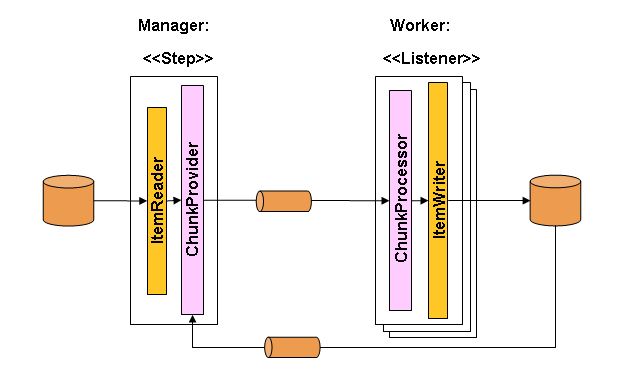 Manager:
<<Step>>
ItemReader
ChunkProvider
Worker:
<<Listener>>
ChunkProcessor
ItemWriter